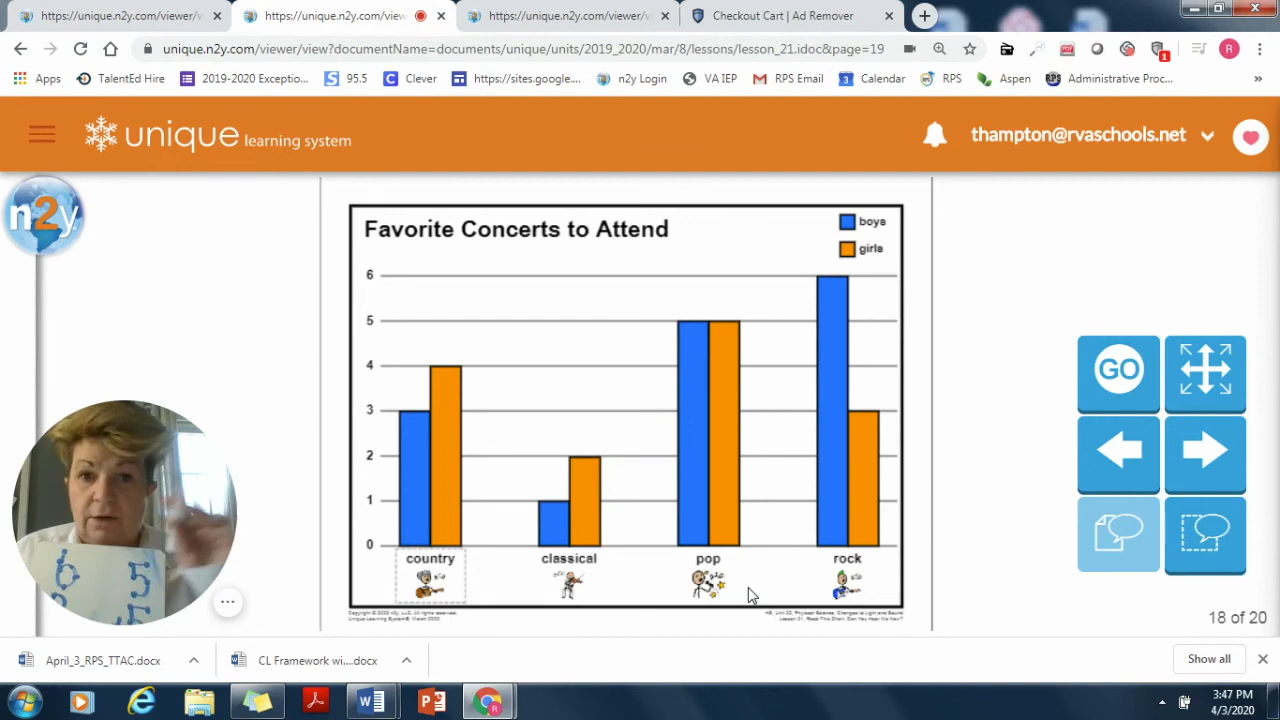 https://unique.n2y.com/viewer/v
https://unique.n2y.com/view
https://unique.n2y.com/viewer/v
Checkout Cart | Ad Remover
unique.n2y.com/viewer/view?documentName=documents/unique/units/2019_2020/mar/8/lessons/lesson_21.idoc&page=19
R
Apps
TalentEd Hire
2019-2020 Exceptio...
95.5
Clever
https://sites.google....
n2y Login
VAIEP
RPS Email
Calendar
RPS
Aspen
Administrative Proc...
»
unique learning system
thampton@rvaschools.net
n2y
Favorite Concerts to Attend
boys
girls
6
5
4
3
2
1
0
country
classical
pop
rock
GO
18 of 20
April_3_RPS_TTAC.docx
CL Framework wi....docx
Show all
3:47 PM
4/3/2020